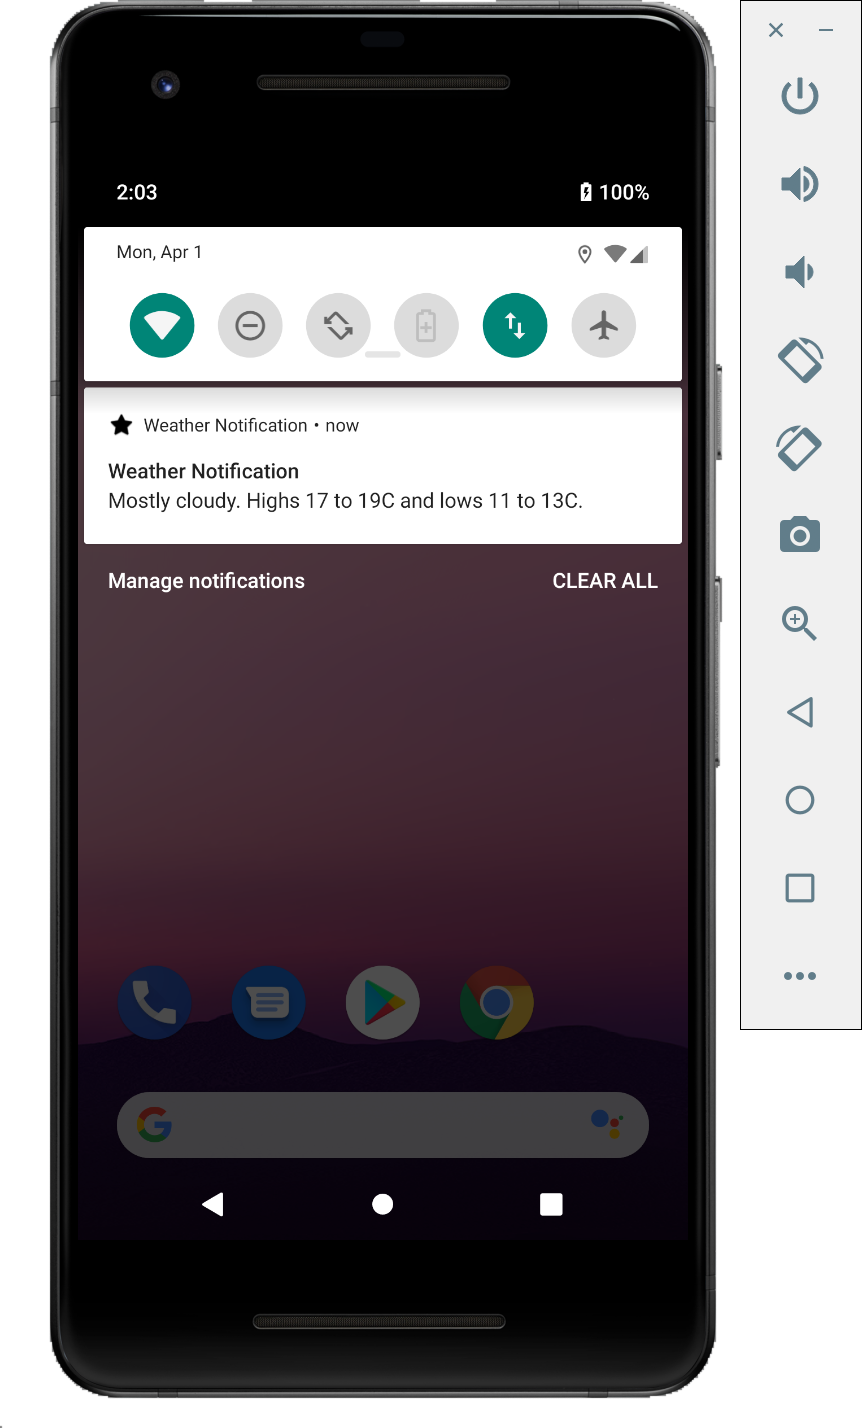 2:03
100%
Mon, Apr 1
Weather Notification • now
Weather Notification
Mostly cloudy. Highs 17 to 19C and lows 11 to 13C.
Manage notifications
CLEAR ALL